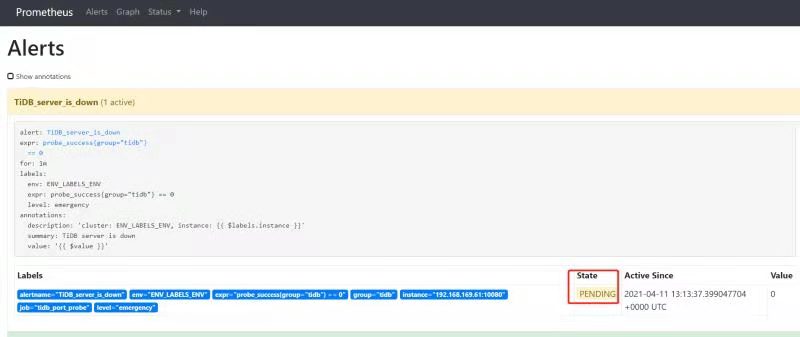 Prometheus Alerts Graph Status Help
Alerts
Show annotations
TiDB_server_is_down (1 active)
alert: TiDB_server_is_down
expr: probe_success{group="tidb"}
== 0
for: 1m
labels:
env: ENV_LABELS_ENV
expr: probe_success{group="tidb"} == 0
level: emergency
annotations:
description: 'cluster: ENV_LABELS_ENV, instance: {{ $labels.instance }}'
summary: TiDB server is down
value: '{{ $value }}'
Labels State Active Since Value
alertname="TiDB_server_is_down" env="ENV_LABELS_ENV" expr="probe_success{group="tidb"} == 0" group="tidb" instance="192.168.169.61:10080" PENDING 2021-04-11 13:13:37.399047704 0
job="tidb_port_probe" level="emergency" +0000 UTC